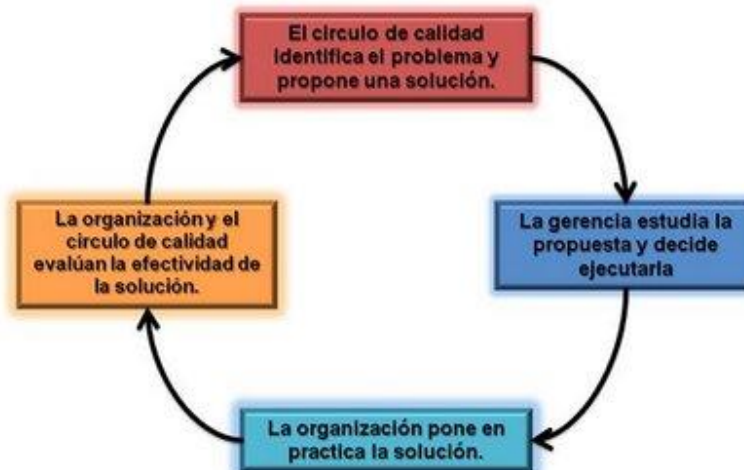 El circulo de calidad
identifica el problema y
propone una solución.
La gerencia estudia la
propuesta y decide
ejecutarla
La organización pone en
practica la solución.
La organización y el
circulo de calidad
evalúan la efectividad de
la solución.